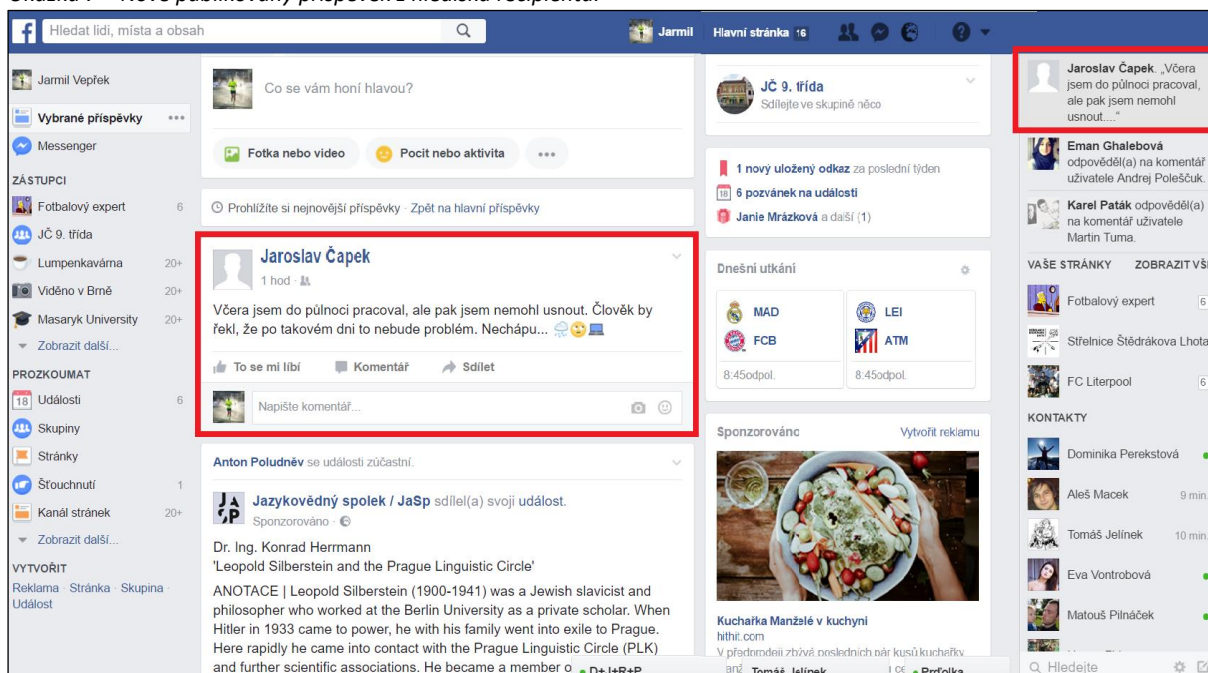 Hledat lidi, místa a obsah
Jarmil
Hlavní stránka 16
Jarmil Vepřek
Vybrané příspěvky
Messenger
ZÁSTUPCI
Fotbalový expert 6
JČ 9. třída
Lumpenkavárna 20+
Viděno v Brně 20+
Masaryk University 20+
Zobrazit další...
PROZKOUMAT
Události 6
Skupiny
Stránky
Šťouchnutí 1
Kanál stránek 20+
Zobrazit další...
VYTVOŘIT
Reklama · Stránka · Skupina ·
Událost
Co se vám honí hlavou?
Fotka nebo video
Pocit nebo aktivita
Prohlížíte si nejnovější příspěvky · Zpět na hlavní příspěvky
Jaroslav Čapek
1 hod ·
Včera jsem do půlnoci pracoval, ale pak jsem nemohl usnout. Člověk by
řekl, že po takovém dni to nebude problém. Nechápu...
To se mi líbí Komentář Sdílet
Napište komentář...
Anton Poludněv se události zúčastní.
Jazykovědný spolek / JaSp sdílel(a) svoji událost.
Sponzorováno ·
Dr. Ing. Konrad Herrmann
'Leopold Silberstein and the Prague Linguistic Circle'
ANOTACE | Leopold Silberstein (1900-1941) was a Jewish slavicist and
philosopher who worked at the Berlin University as a private scholar. When
Hitler in 1933 came to power, he with his family went into exile to Prague.
Here rapidly he came into contact with the Prague Linguistic Circle (PLK)
and further scientific associations. He became a member o
JČ 9. třída
Sdílejte ve skupině něco
1 nový uložený odkaz za poslední týden
6 pozvánek na události
Janie Mrázková a další (1)
Dnešní utkání
MAD
FCB
8:45odpol.
LEI
ATM
8:45odpol.
Sponzorováno Vytvořit reklamu
Kuchařka Manželé v kuchyni
hithit.com
V předprodeji zbývá posledních pár kusů kuchařky
D+J+R+P
Tomáš Jelínek
Prďolka
Jaroslav Čapek. „Včera
jsem do půlnoci pracoval,
ale pak jsem nemohl
usnout...."
Eman Ghalebová
odpověděl(a) na komentář
uživatele Andrej Poleščuk.
Karel Paták odpověděl(a)
na komentář uživatele
Martin Tuma.
VAŠE STRÁNKY ZOBRAZIT VŠE
Fotbalový expert 6
Střelnice Štědrákova Lhota
FC Literpool 6
KONTAKTY
Dominika Perekstová
Aleš Macek 9 min.
Tomáš Jelínek 10 min.
Eva Vontrobová
Matouš Pilnáček
Hledejte